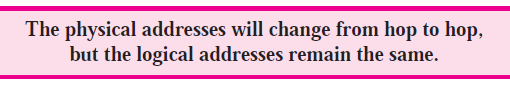 The physical addresses will change from hop to hop,
but the logical addresses remain the same.